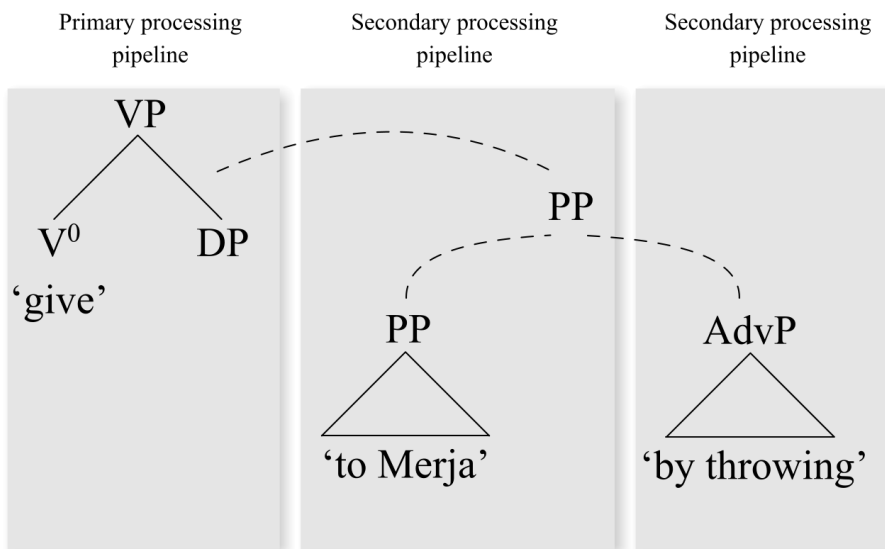 Primary processing
pipeline
Secondary processing
pipeline
Secondary processing
pipeline
VP
V⁰
DP
‘give’
PP
PP
‘to Merja’
AdvP
‘by throwing’